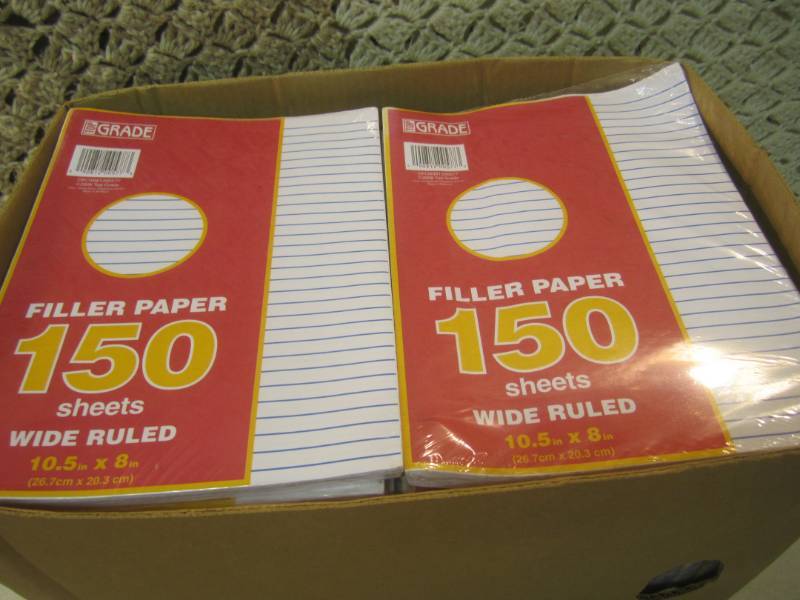 GRADE
FILLER PAPER
150
sheets
WIDE RULED
10.5in x 8in
(26.7cm x 20.3 cm)
GRADE
FILLER PAPER
150
sheets
WIDE RULED
10.5in x 8in
(26.7cm x 20.3 cm)